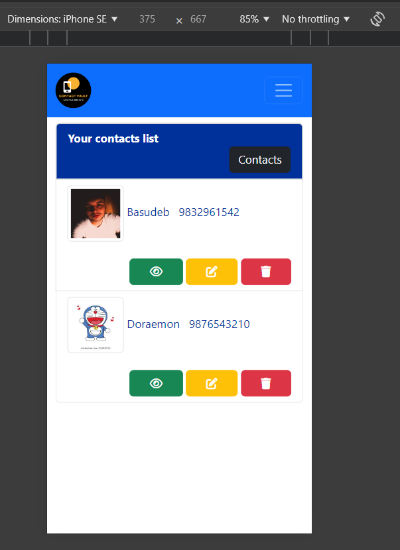 Dimensions: iPhone SE 375 × 667 85% No throttling
Your contacts list
Contacts
Basudeb 9832961542
Doraemon 9876543210